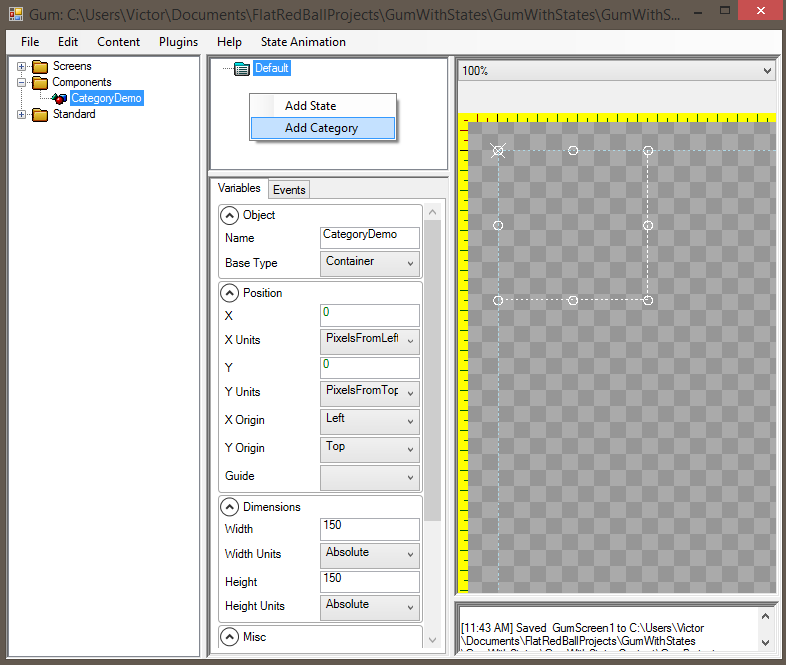 Gum: C:\Users\Victor\Documents\FlatRedBallProjects\GumWithStates\GumWithStates\GumWithS...
File Edit Content Plugins Help State Animation
Screens
Components
CategoryDemo
Standard
Default
Add State
Add Category
Variables Events
Object
Name CategoryDemo
Base Type Container
Position
X 0
X Units PixelsFromLeft
Y 0
Y Units PixelsFromTop
X Origin Left
Y Origin Top
Guide
Dimensions
Width 150
Width Units Absolute
Height 150
Height Units Absolute
Misc
100%
[11:43 AM] Saved GumScreen1 to C:\Users\Victor
\Documents\FlatRedBallProjects\GumWithStates